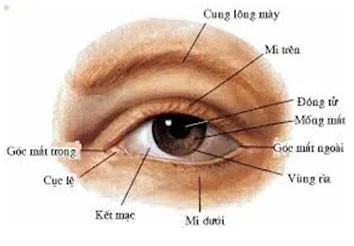 Cung lông mày
Mi trên
Đồng tử
Mống mắt
Góc mắt trong
Góc mắt ngoài
Cục lệ
Vùng rìa
Kết mạc
Mi dưới